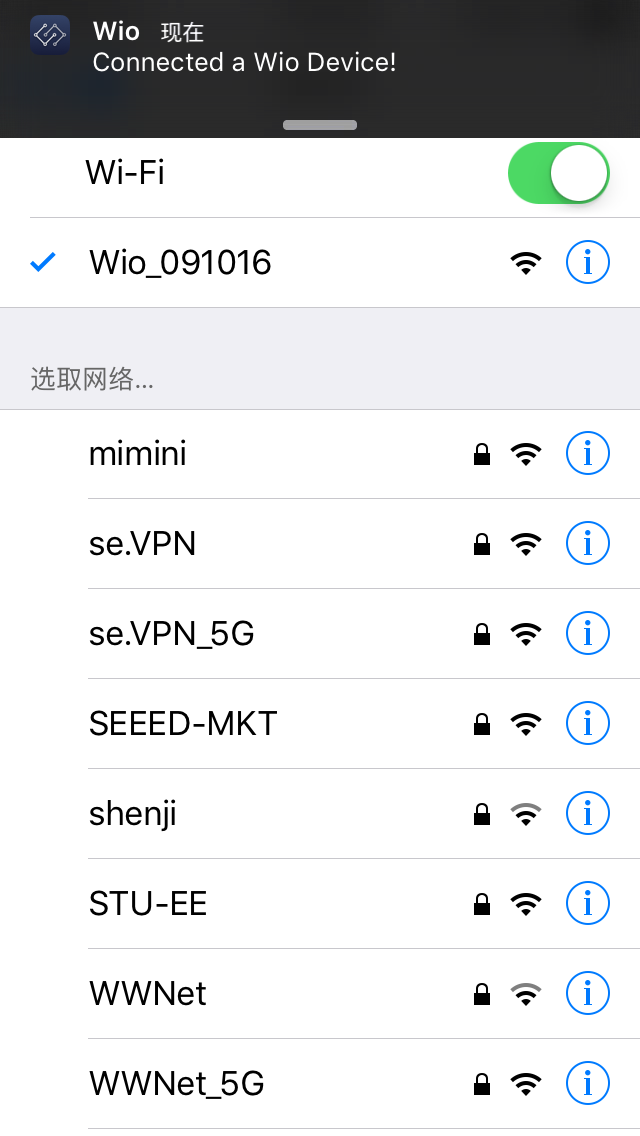 Wio 现在
Connected a Wio Device!
Wi-Fi
Wio_091016
选取网络...
mimini
se.VPN
se.VPN_5G
SEEED-MKT
shenji
STU-EE
WWNet
WWNet_5G